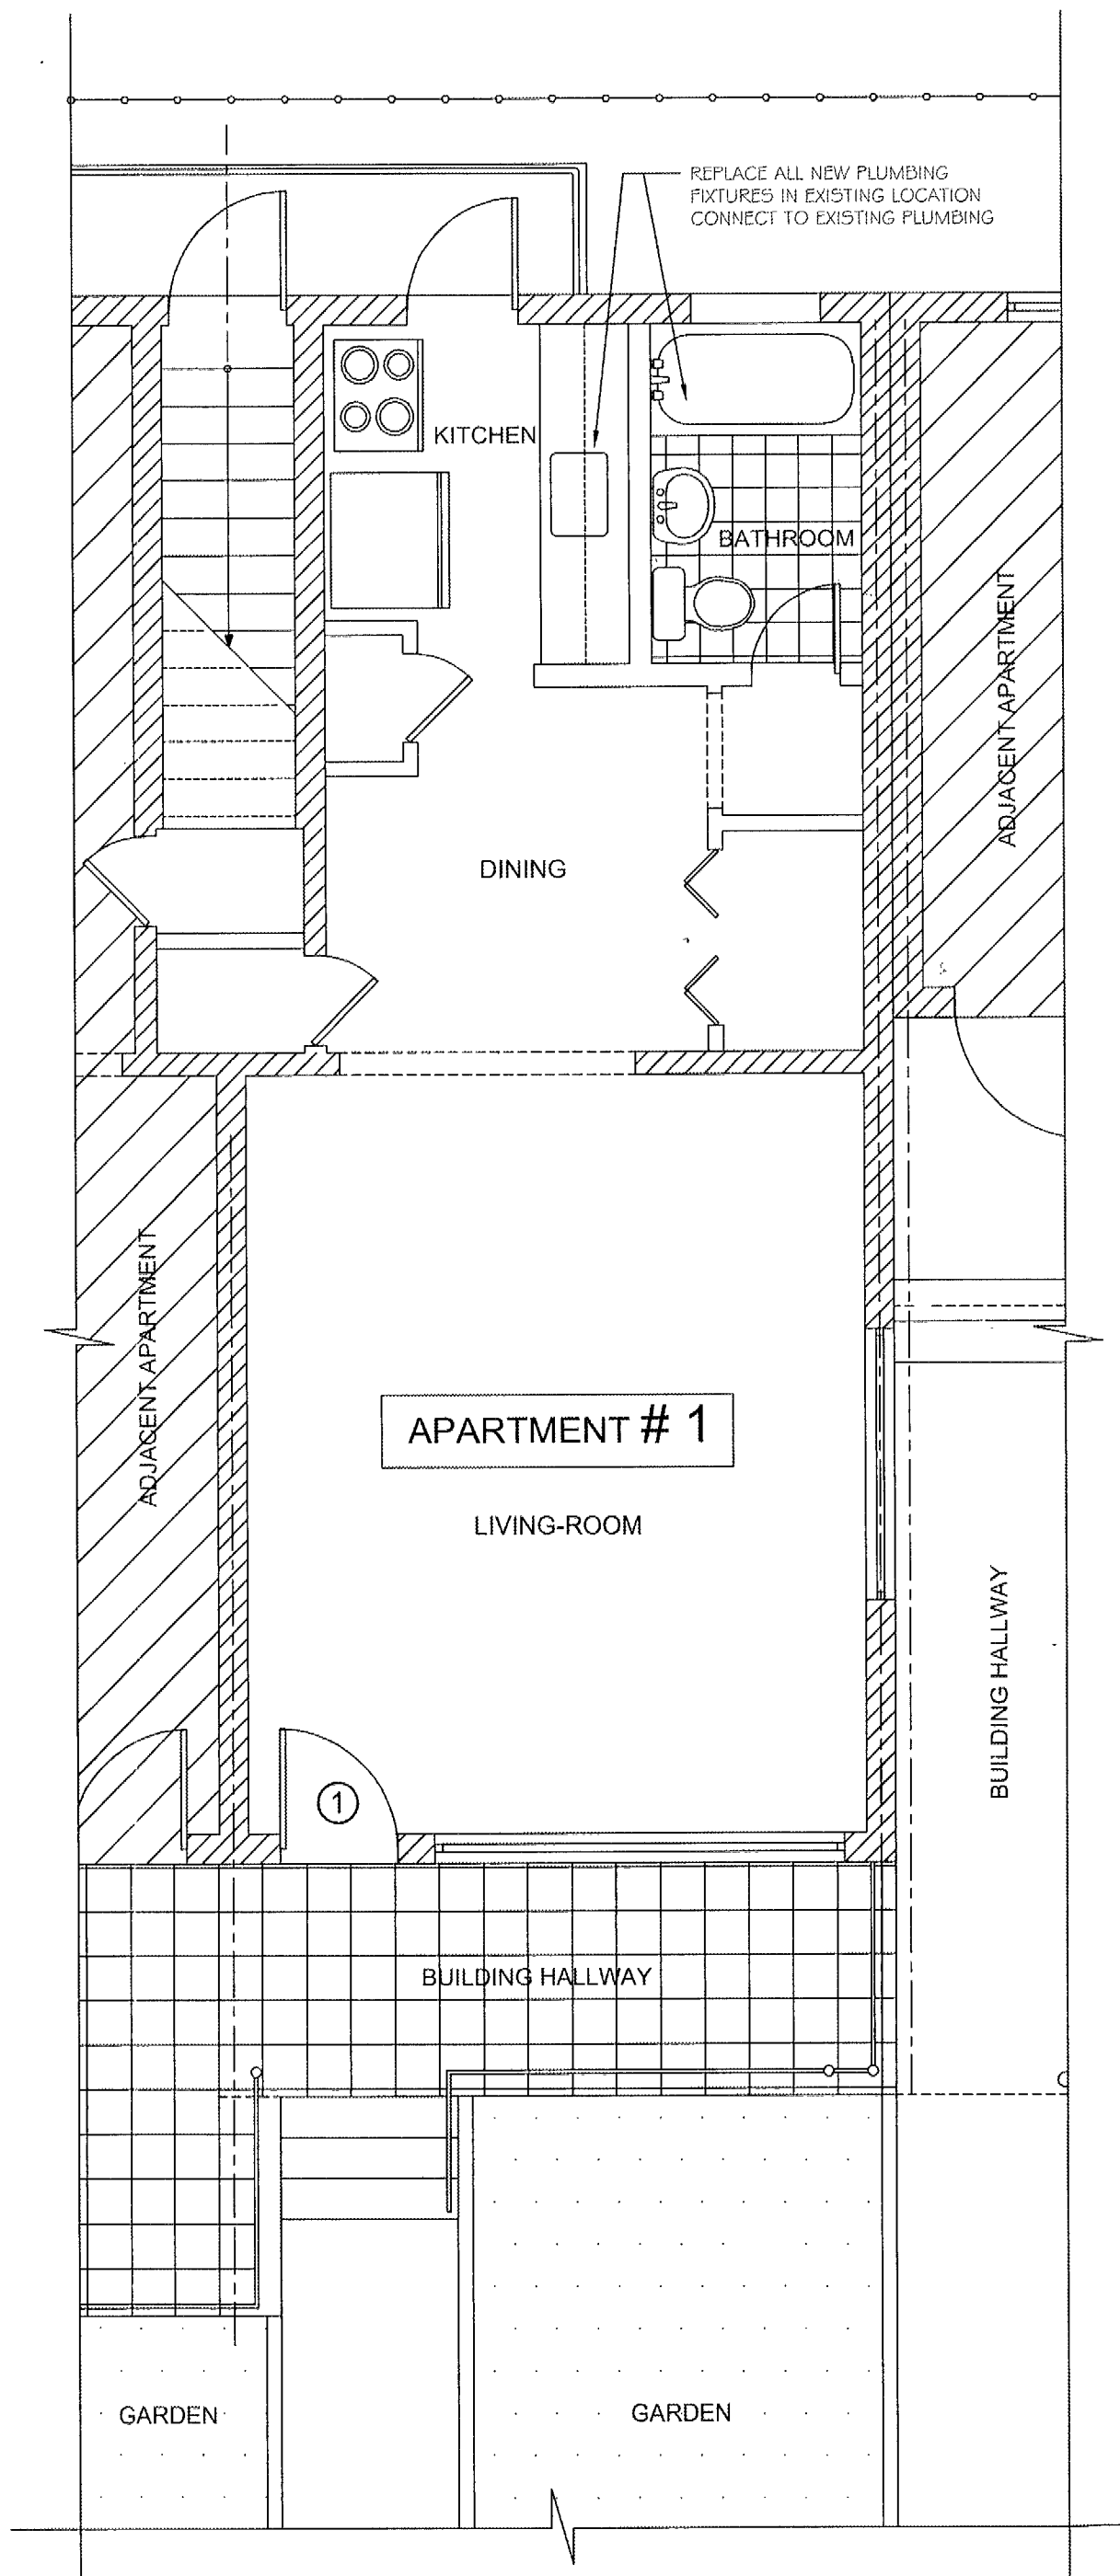 REPLACE ALL NEW PLUMBING
FIXTURES IN EXISTING LOCATION
CONNECT TO EXISTING PLUMBING
KITCHEN
BATHROOM
ADJACENT APARTMENT
DINING
ADJACENT APARTMENT
APARTMENT # 1
LIVING-ROOM
BUILDING HALLWAY
1
BUILDING HALLWAY
GARDEN
GARDEN